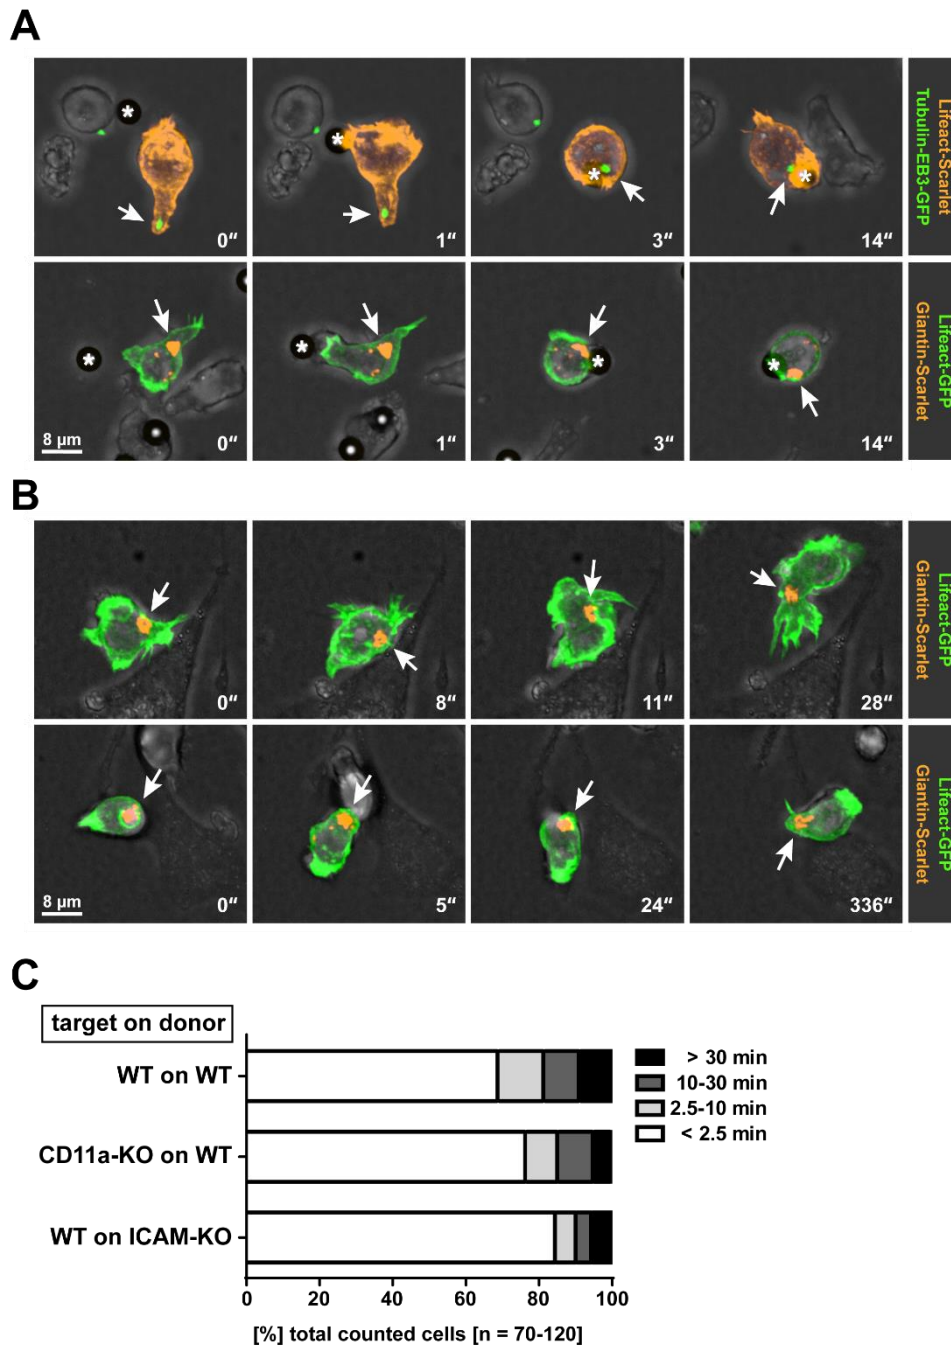 A
*
*
*
*
0“
1“
3“
14“
Lifeact-Scarlet
Tubulin-EB3-GFP
*
*
*
*
8 µm
0“
1“
3“
14“
Lifeact-GFP
Giantin-Scarlet
B
0“
8“
11“
28“
Lifeact-GFP
Giantin-Scarlet
8 µm
0“
5“
24“
336“
Lifeact-GFP
Giantin-Scarlet
C
target on donor
WT on WT
CD11a-KO on WT
WT on ICAM-KO
> 30 min
10-30 min
2.5-10 min
< 2.5 min
0 20 40 60 80 100
[%] total counted cells [n = 70-120]